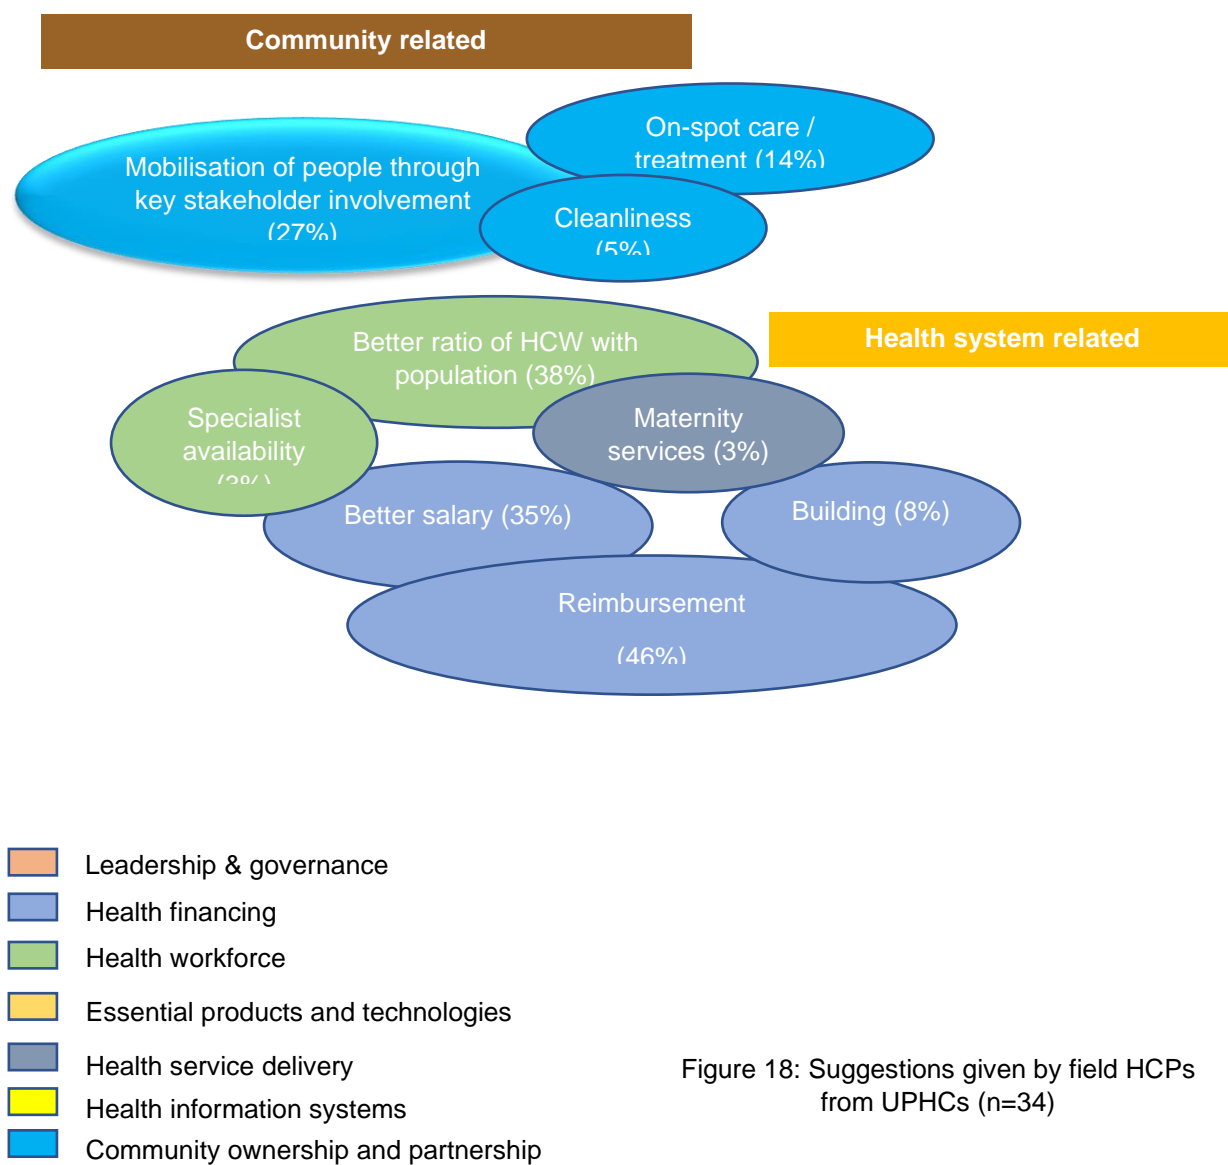 Community related
On-spot care /
treatment (14%)
Mobilisation of people through
key stakeholder involvement
(27%)
Cleanliness
(5%)
Better ratio of HCW with
population (38%)
Health system related
Specialist
availability
(3%)
Maternity
services (3%)
Better salary (35%)
Building (8%)
Reimbursement
(46%)
Leadership & governance
Health financing
Health workforce
Essential products and technologies
Health service delivery
Health information systems
Community ownership and partnership
Figure 18: Suggestions given by field HCPs
from UPHCs (n=34)